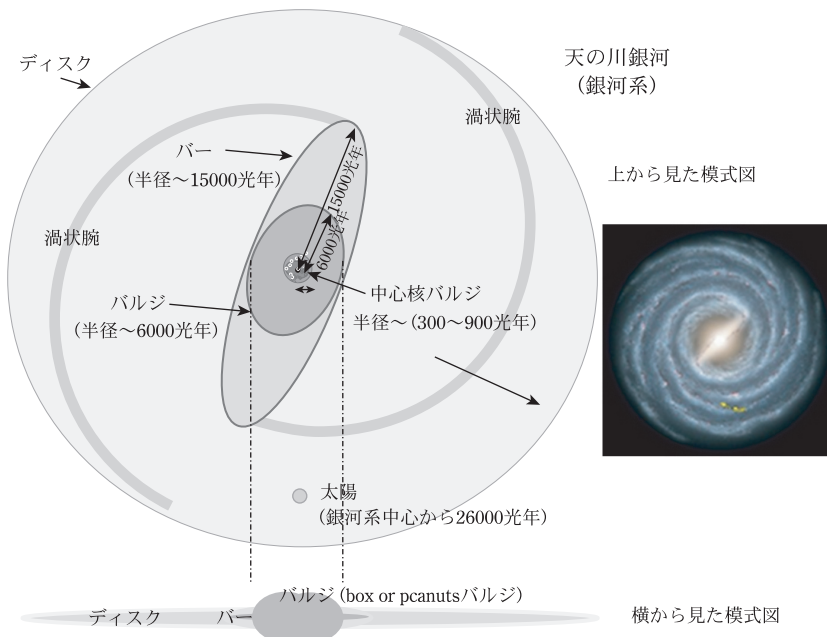 ディスク
天の川銀河
（銀河系）
渦状腕
バー
（半径～15000光年）
15000光年
上から見た模式図
6000光年
渦状腕
バルジ
（半径～6000光年）
中心核バルジ
半径～（300～900光年）
太陽
（銀河系中心から26000光年）
バルジ（box or pcanutsバルジ）
ディスク
バー
横から見た模式図